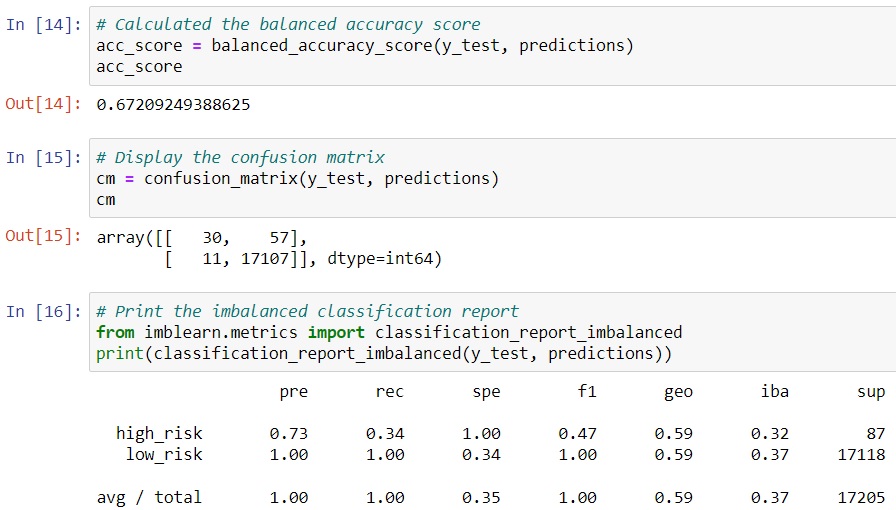 In [14]: # Calculated the balanced accuracy score
acc_score = balanced_accuracy_score(y_test, predictions)
acc_score
Out[14]: 0.67209249388625
In [15]: # Display the confusion matrix
cm = confusion_matrix(y_test, predictions)
cm
Out[15]: array([[   30,    57],
       [   11, 17107]], dtype=int64)
In [16]: # Print the imbalanced classification report
from imblearn.metrics import classification_report_imbalanced
print(classification_report_imbalanced(y_test, predictions))
pre rec spe f1 geo iba sup
high_risk 0.73 0.34 1.00 0.47 0.59 0.32 87
low_risk 1.00 1.00 0.34 1.00 0.59 0.37 17118
avg / total 1.00 1.00 0.35 1.00 0.59 0.37 17205